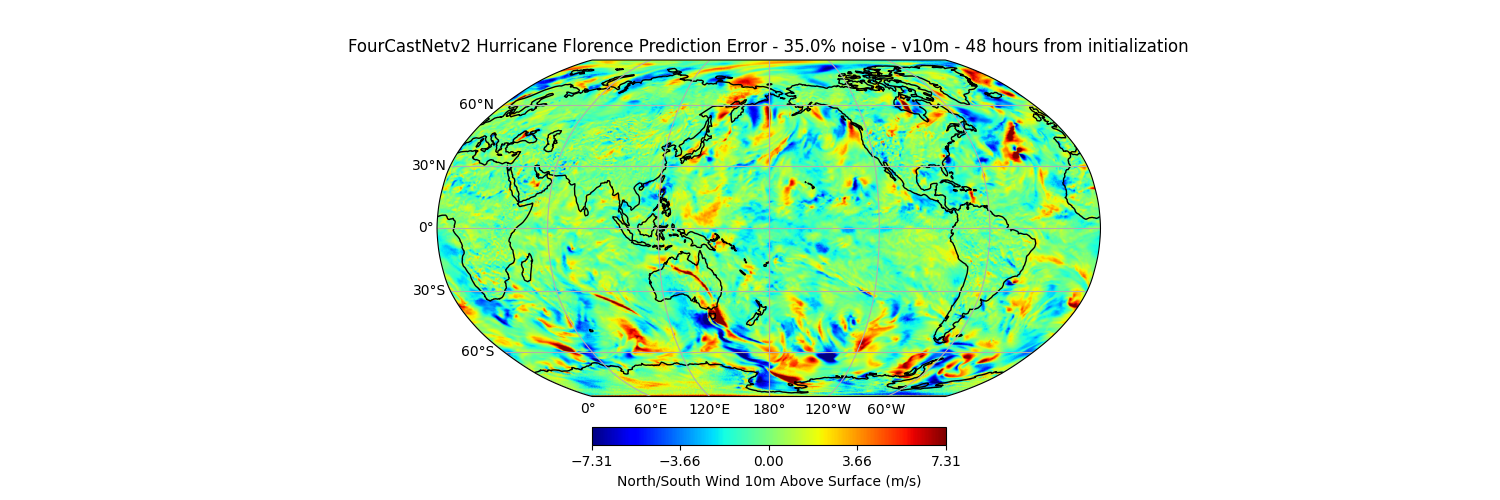 FourCastNetv2 Hurricane Florence Prediction Error - 35.0% noise - v10m - 48 hours from initialization
60°N
30°N
0°
30°S
60°S
0° 60°E 120°E 180° 120°W 60°W
−7.31 −3.66 0.00 3.66 7.31
North/South Wind 10m Above Surface (m/s)